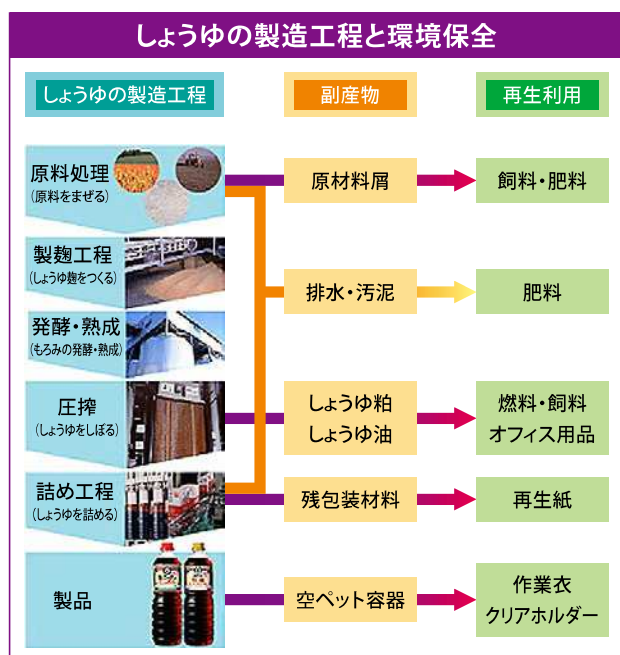 しょうゆの製造工程と環境保全
しょうゆの製造工程
副産物
再生利用
原料処理
(原料をまぜる)
原材料屑
飼料・肥料
製麹工程
(しょうゆ麹をつくる)
排水・汚泥
肥料
発酵・熟成
(もろみの発酵・熟成)
圧搾
(しょうゆをしぼる)
しょうゆ粕
しょうゆ油
燃料・飼料
オフィス用品
詰め工程
(しょうゆを詰める)
残包装材料
再生紙
製品
空ペット容器
作業衣
クリアホルダー